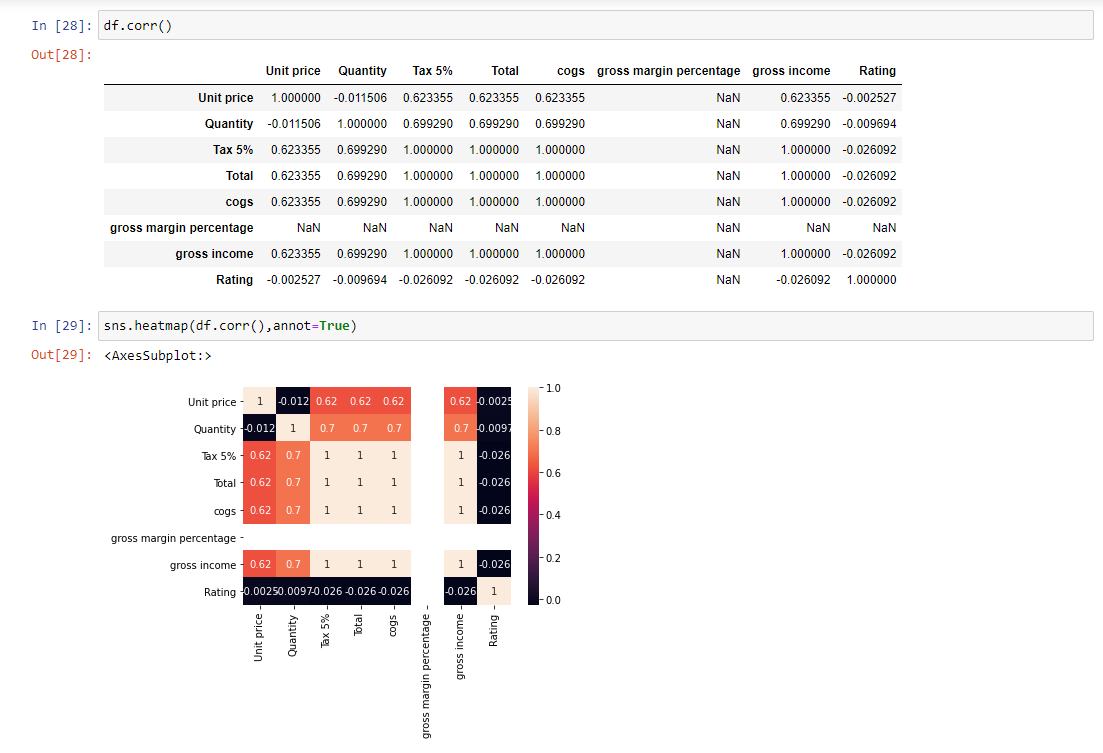 In [28]: df.corr()
Out[28]:
Unit price Quantity Tax 5% Total cogs gross margin percentage gross income Rating
Unit price 1.000000 -0.011506 0.623355 0.623355 0.623355 NaN 0.623355 -0.002527
Quantity -0.011506 1.000000 0.699290 0.699290 0.699290 NaN 0.699290 -0.009694
Tax 5% 0.623355 0.699290 1.000000 1.000000 1.000000 NaN 1.000000 -0.026092
Total 0.623355 0.699290 1.000000 1.000000 1.000000 NaN 1.000000 -0.026092
cogs 0.623355 0.699290 1.000000 1.000000 1.000000 NaN 1.000000 -0.026092
gross margin percentage NaN NaN NaN NaN NaN NaN NaN NaN
gross income 0.623355 0.699290 1.000000 1.000000 1.000000 NaN 1.000000 -0.026092
Rating -0.002527 -0.009694 -0.026092 -0.026092 -0.026092 NaN -0.026092 1.000000
In [29]: sns.heatmap(df.corr(),annot=True)
Out[29]: <AxesSubplot:>
Unit price 1 -0.012 0.62 0.62 0.62 0.62 -0.0025
Quantity -0.012 1 0.7 0.7 0.7 0.7 -0.0097
Tax 5% 0.62 0.7 1 1 1 1 -0.026
Total 0.62 0.7 1 1 1 1 -0.026
cogs 0.62 0.7 1 1 1 1 -0.026
gross margin percentage
gross income 0.62 0.7 1 1 1 1 -0.026
Rating -0.0025 -0.0097 -0.026 -0.026 -0.026 -0.026 1
Unit price
Quantity
Tax 5%
Total
cogs
gross margin percentage
gross income
Rating
1.0
0.8
0.6
0.4
0.2
0.0